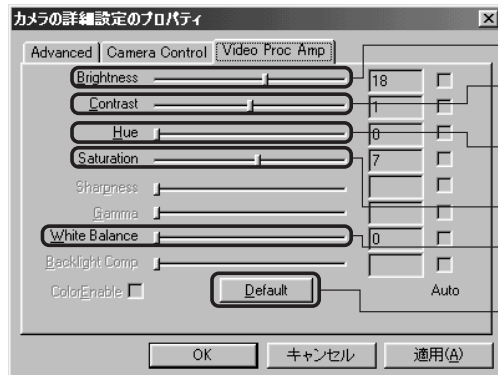 カメラの詳細設定のプロパティ
Advanced Camera Control Video Proc Amp
Brightness 18
Contrast 1
Hue 0
Saturation 7
Sharpness
Gamma
White Balance 0
Backlight Comp
ColorEnable Default Auto
OK キャンセル 適用(A)